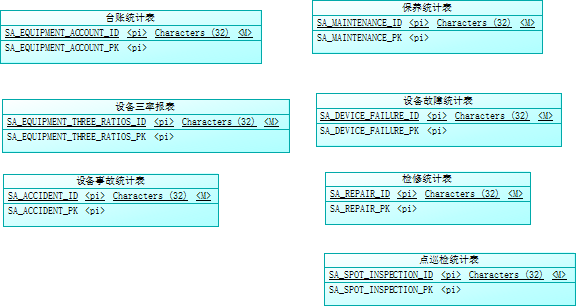 台账统计表
SA_EQUIPMENT_ACCOUNT_ID <pi> Characters (32) <M>
SA_EQUIPMENT_ACCOUNT_PK <pi>
保养统计表
SA_MAINTENANCE_ID <pi> Characters (32) <M>
SA_MAINTENANCE_PK <pi>
设备三率报表
SA_EQUIPMENT_THREE_RATIOS_ID <pi> Characters (32) <M>
SA_EQUIPMENT_THREE_RATIOS_PK <pi>
设备故障统计表
SA_DEVICE_FAILURE_ID <pi> Characters (32) <M>
SA_DEVICE_FAILURE_PK <pi>
设备事故统计表
SA_ACCIDENT_ID <pi> Characters (32) <M>
SA_ACCIDENT_PK <pi>
检修统计表
SA_REPAIR_ID <pi> Characters (32) <M>
SA_REPAIR_PK <pi>
点巡检统计表
SA_SPOT_INSPECTION_ID <pi> Characters (32) <M>
SA_SPOT_INSPECTION_PK <pi>